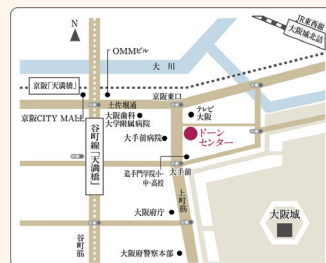 N
JR東西線
大阪城北詰
OMMビル
大川
京阪「天満橋」
京阪東口
土佐堀通
京阪CITY MALL
大阪歯科
大学附属病院
テレビ
大阪
谷町線「天満橋」
大手前病院
ドーン
センター
追手門学院小・
中・高校
大手前
上町筋
大阪府庁
大阪城
谷町筋
大阪府警察本部